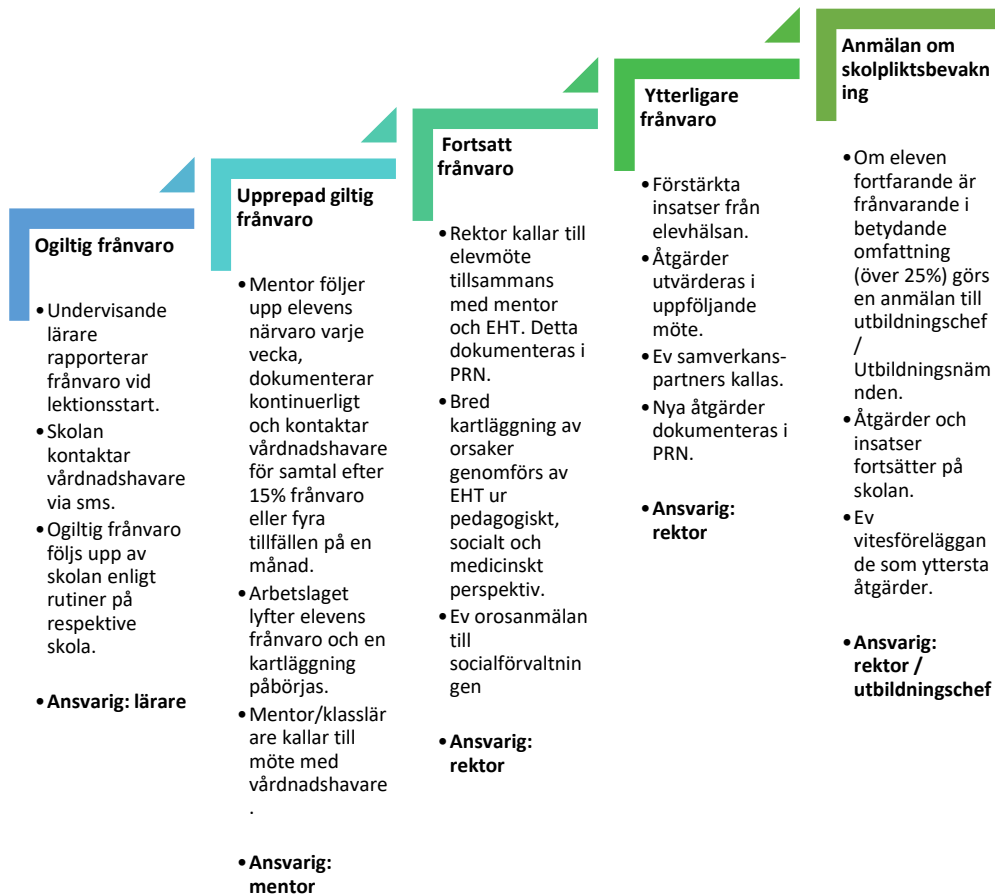 Ogiltig frånvaro
•Undervisande
lärare
rapporterar
frånvaro vid
lektionsstart.
•Skolan
kontaktar
vårdnadshavare
via sms.
•Ogiltig frånvaro
följs upp av
skolan enligt
rutiner på
respektive
skola.
•Ansvarig: lärare
Upprepad giltig
frånvaro
•Mentor följer
upp elevens
närvaro varje
vecka,
dokumenterar
kontinuerligt
och kontaktar
vårdnadshavare
för samtal efter
15% frånvaro
eller fyra
tillfällen på en
månad.
•Arbetslaget
lyfter elevens
frånvaro och en
kartläggning
påbörjas.
•Mentor/klasslär
are kallar till
möte med
vårdnadshavare
.
•Ansvarig:
mentor
Fortsatt
frånvaro
•Rektor kallar till
elevmöte
tillsammans
med mentor
och EHT. Detta
dokumenteras i
PRN.
•Bred
kartläggning av
orsaker
genomförs av
EHT ur
pedagogiskt,
socialt och
medicinskt
perspektiv.
•Ev orosanmälan
till
socialförvaltnin
gen
•Ansvarig:
rektor
Ytterligare
frånvaro
•Förstärkta
insatser från
elevhälsan.
•Åtgärder
utvärderas i
uppföljande
möte.
•Ev samverkans-
partners kallas.
•Nya åtgärder
dokumenteras i
PRN.
•Ansvarig:
rektor
Anmälan om
skolpliktsbevakn
ing
•Om eleven
fortfarande är
frånvarande i
betydande
omfattning
(över 25%) görs
en anmälan till
utbildningschef
/
Utbildningsnäm
nden.
•Åtgärder och
insatser
fortsätter på
skolan.
•Ev
vitesföreläggan
de som yttersta
åtgärder.
•Ansvarig:
rektor /
utbildningschef